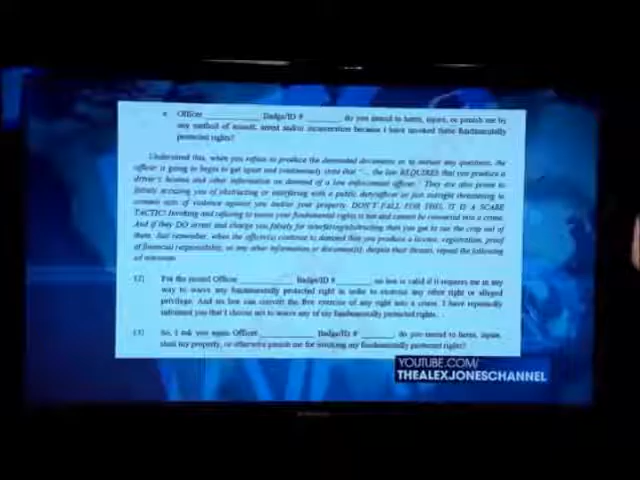 Officer ____________ Badge/ID # _______, do you intend to harm, injure, or punish me by
any method of assault, arrest and/or incarceration because I have invoked these fundamentally
protected rights?
Understand this, when you refuse to produce the demanded documents or to answer any questions, the
officer is going to begin to get upset and erroneously state that "... the law REQUIRES that you produce a
driver's license and other information on demand of a law enforcement officer." They are also prone to
falsely accusing you of obstructing or interfering with a public duty/officer or just outright threatening to
commit acts of violence against you and/or your property. DON'T FALL FOR THIS, IT IS A SCARE
TACTIC! Invoking and refusing to waive your fundamental rights is not and cannot be converted into a crime.
And if they DO arrest and charge you falsely for interfering/obstructing then you get to sue the crap out of
them. Just remember, when the officer(s) continue to demand that you produce a license, registration, proof
of financial responsibility, or any other information or document(s), despite that, repeat the following
ad nauseum.
12) For the record Officer ____________ Badge/ID # _______, no law is valid if it requires me in any
way to waive any fundamentally protected right in order to exercise any other right or alleged
privilege. And no law can convert the free exercise of any right into a crime. I have repeatedly
informed you that I choose not to waive any of my fundamentally protected rights.
13) So, I ask you again Officer ____________ Badge/ID # _______, do you intend to harm, injure,
steal my property, or otherwise punish me for invoking my fundamentally protected rights?
YOUTUBE.COM/
THEALEXJONESCHANNEL